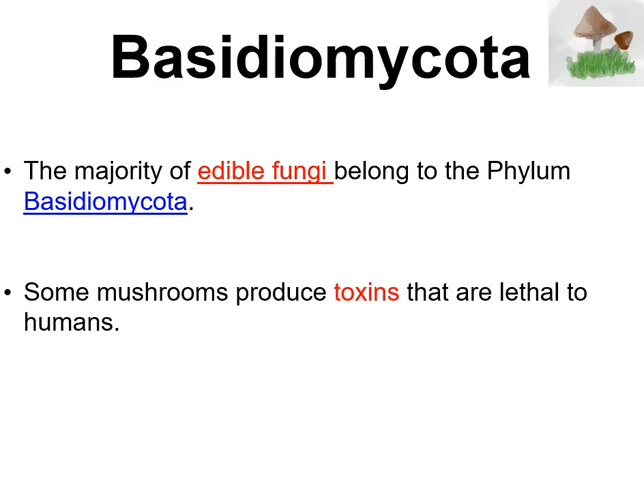 Basidiomycota
• The majority of edible fungi belong to the Phylum
Basidiomycota.
• Some mushrooms produce toxins that are lethal to
humans.